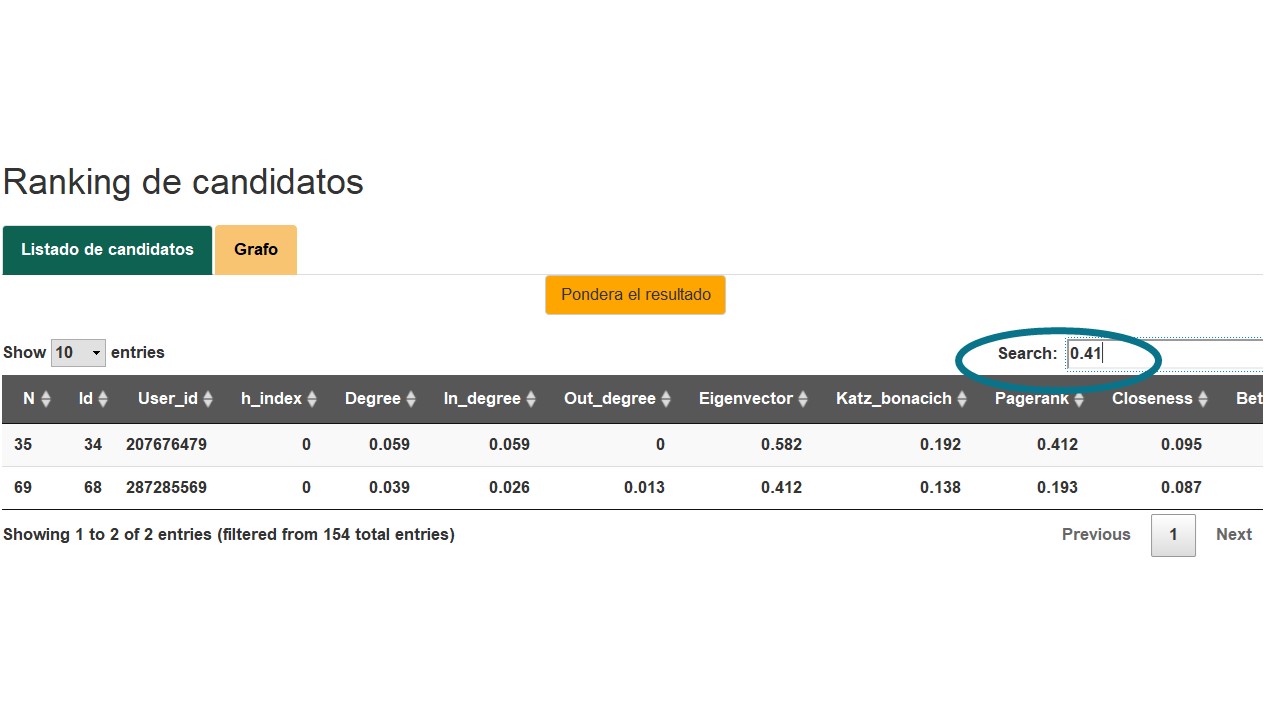 Ranking de candidatos
Listado de candidatos Grafo
Pondera el resultado
Show 10 entries Search: 0.41
N Id User_id h_index Degree In_degree Out_degree Eigenvector Katz_bonacich Pagerank Closeness Bet
35 34 207676479 0 0.059 0.059 0 0.582 0.192 0.412 0.095
69 68 287285569 0 0.039 0.026 0.013 0.412 0.138 0.193 0.087
Showing 1 to 2 of 2 entries (filtered from 154 total entries) Previous 1 Next